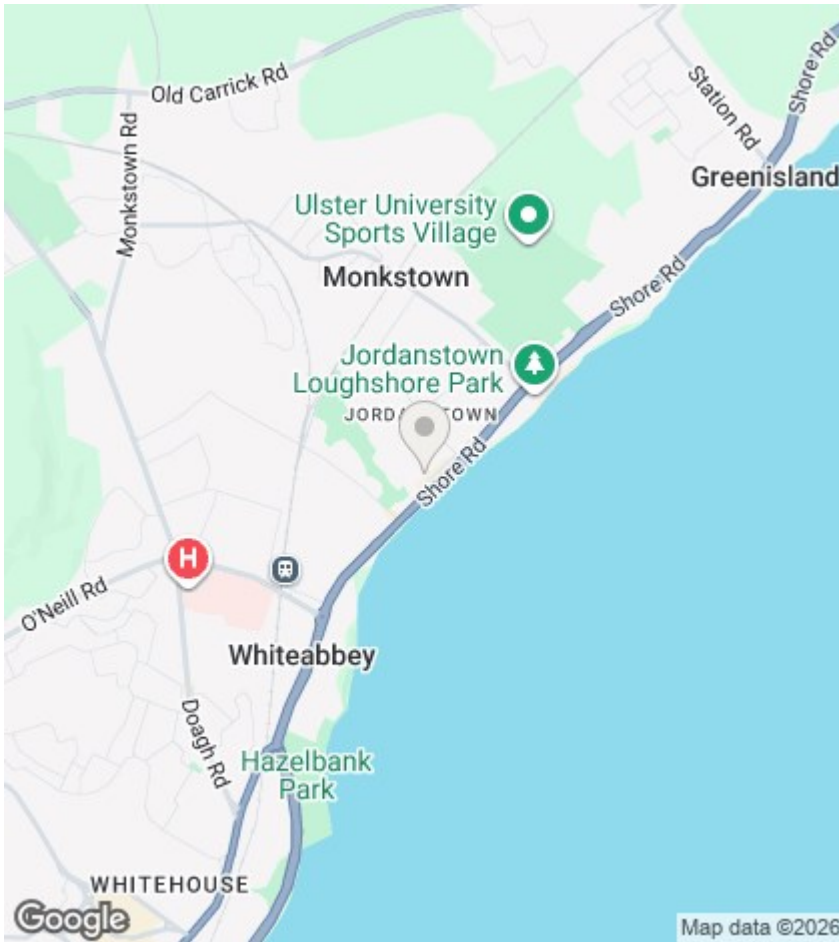 Old Carrick Rd
Monkstown Rd
Station Rd
Shore Rd
Greenisland
Ulster University
Sports Village
Monkstown
Shore Rd
Jordanstown
Loughshore Park
JORDANSTOWN
Shore Rd
H
O'Neill Rd
Whiteabbey
Doagh Rd
Hazelbank
Park
WHITEHOUSE
Google
Map data ©2026